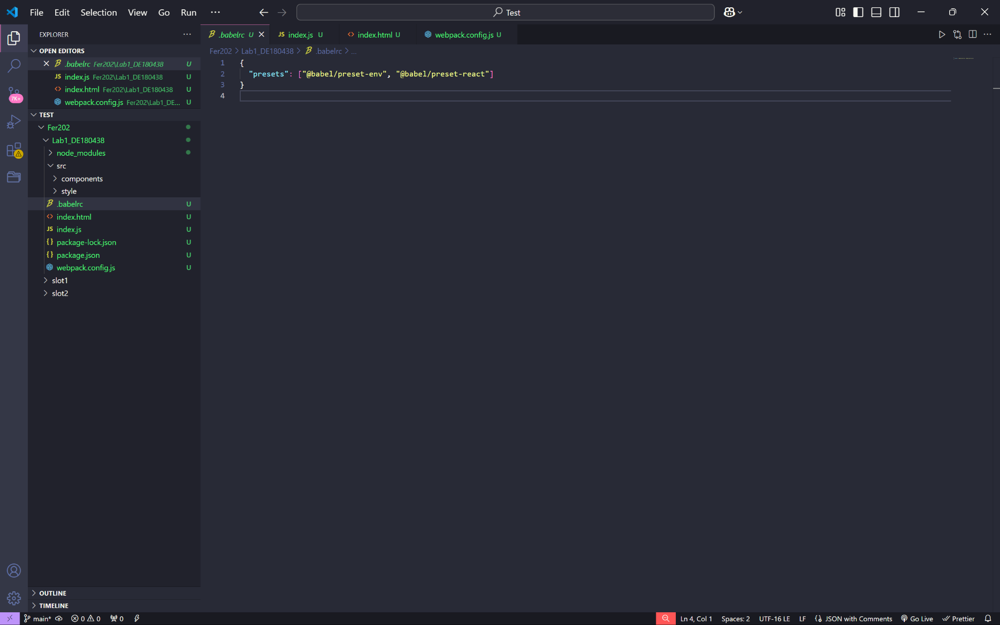 File Edit Selection View Go Run ···
Test
EXPLORER ···
OPEN EDITORS
.babelrc Fer202\Lab1_DE180438 U
JS index.js Fer202\Lab1_DE180438 U
<> index.html Fer202\Lab1_DE180438 U
webpack.config.js Fer202\Lab1_DE... U
7K+
TEST
Fer202
Lab1_DE180438
node_modules
src
components
style
.babelrc U
<> index.html U
JS index.js U
{} package-lock.json U
{} package.json U
webpack.config.js U
slot1
slot2
OUTLINE
TIMELINE
.babelrc U
JS index.js U
<> index.html U
webpack.config.js U
Fer202 > Lab1_DE180438 > .babelrc > ...
1 {
2 "presets": ["@babel/preset-env", "@babel/preset-react"]
3 }
4
main* 0 0 0
Ln 4, Col 1 Spaces: 2 UTF-16 LE LF JSON with Comments Go Live Prettier